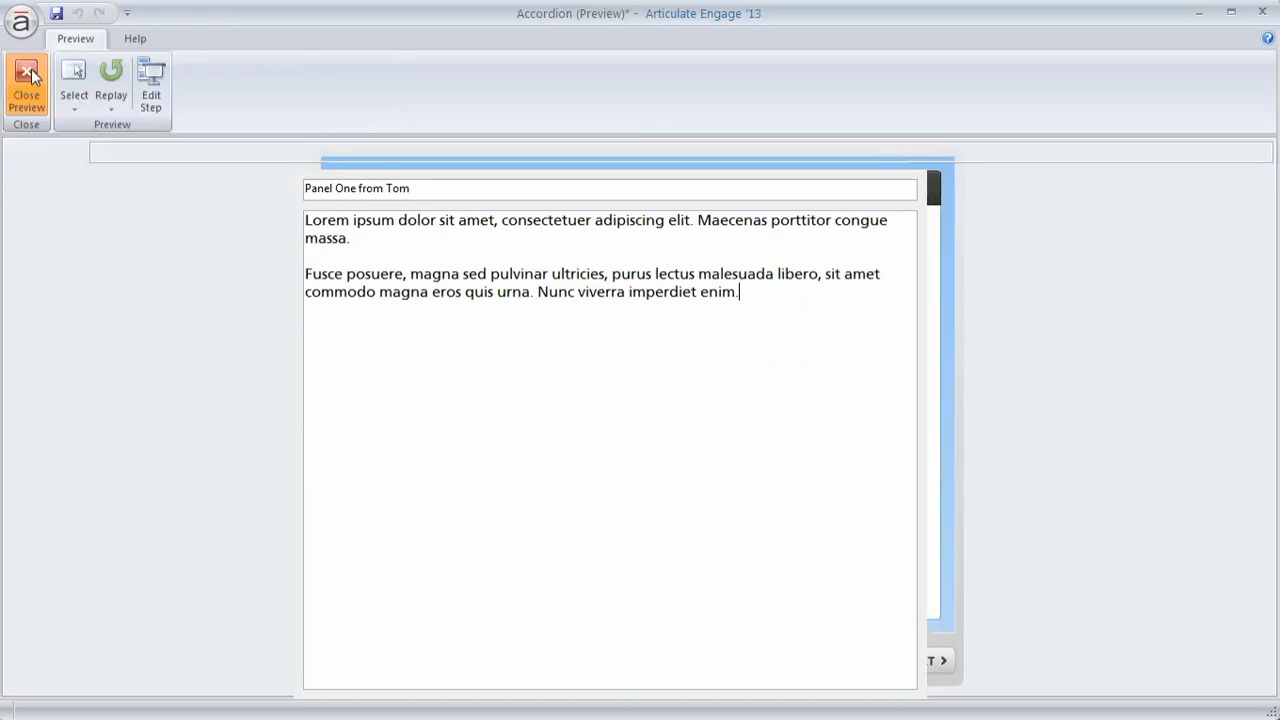 Accordion (Preview)* - Articulate Engage '13
Preview Help
Close Preview
Select
Replay
Edit Step
Close
Preview
Panel One from Tom
Lorem ipsum dolor sit amet, consectetuer adipiscing elit. Maecenas porttitor congue
massa.
Fusce posuere, magna sed pulvinar ultricies, purus lectus malesuada libero, sit amet
commodo magna eros quis urna. Nunc viverra imperdiet enim.